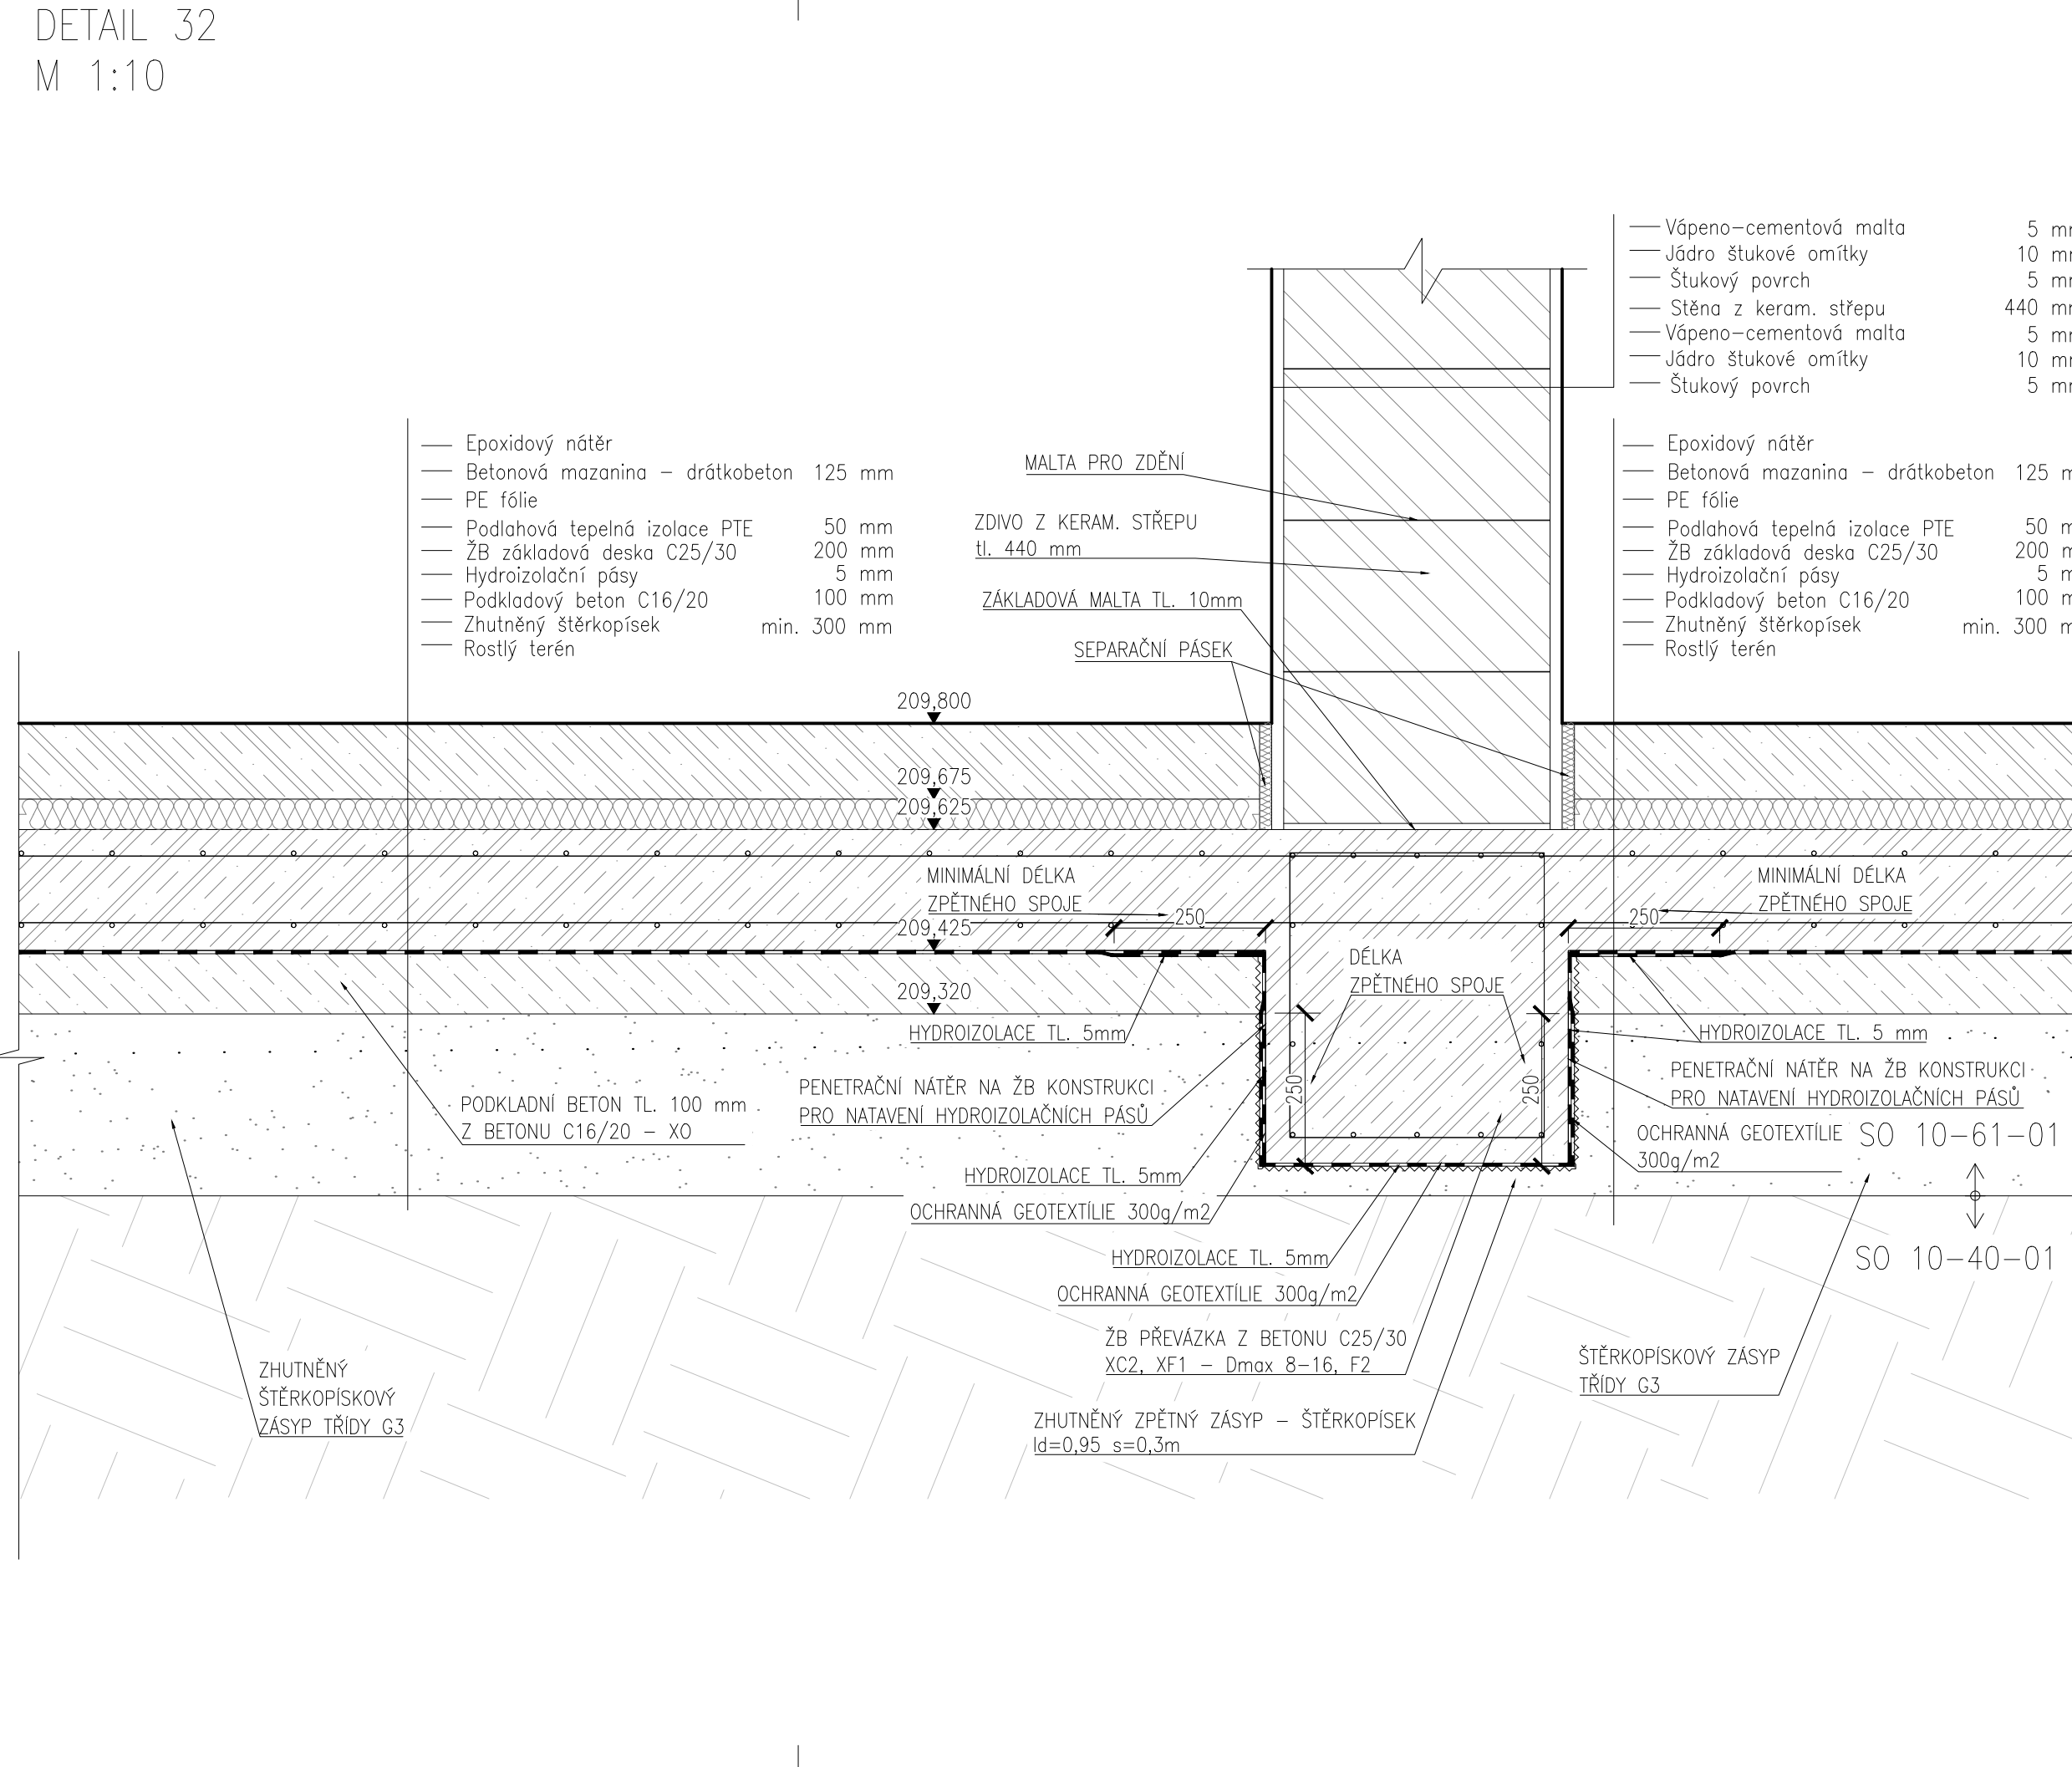 DETAIL 32
M 1:10
Vápeno-cementová malta 5 mm
Jádro štukové omítky 10 mm
Štukový povrch 5 mm
Stěna z keram. střepu 440 mm
Vápeno-cementová malta 5 mm
Jádro štukové omítky 10 mm
Štukový povrch 5 mm
Epoxidový nátěr
Betonová mazanina - drátkobeton 125 mm
PE fólie
Podlahová tepelná izolace PTE 50 mm
ŽB základová deska C25/30 200 mm
Hydroizolační pásy 5 mm
Podkladový beton C16/20 100 mm
Zhutněný štěrkopísek min. 300 mm
Rostlý terén
MALTA PRO ZDĚNÍ
ZDIVO Z KERAM. STŘEPU
tl. 440 mm
ZÁKLADOVÁ MALTA TL. 10mm
SEPARAČNÍ PÁSEK
Epoxidový nátěr
Betonová mazanina - drátkobeton 125 m
PE fólie
Podlahová tepelná izolace PTE 50 m
ŽB základová deska C25/30 200 m
Hydroizolační pásy 5 m
Podkladový beton C16/20 100 m
Zhutněný štěrkopísek min. 300 m
Rostlý terén
209,800
209,675
209,625
MINIMÁLNÍ DÉLKA
ZPĚTNÉHO SPOJE
250
209,425
MINIMÁLNÍ DÉLKA
ZPĚTNÉHO SPOJE
250
DÉLKA
ZPĚTNÉHO SPOJE
250
250
209,320
HYDROIZOLACE TL. 5mm
HYDROIZOLACE TL. 5 mm
PENETRAČNÍ NÁTĚR NA ŽB KONSTRUKCI
PRO NATAVENÍ HYDROIZOLAČNÍCH PÁSŮ
PENETRAČNÍ NÁTĚR NA ŽB KONSTRUKCI
PRO NATAVENÍ HYDROIZOLAČNÍCH PÁSŮ
PODKLADNÍ BETON TL. 100 mm
Z BETONU C16/20 - XO
OCHRANNÁ GEOTEXTÍLIE
300g/m2
SO 10-61-01
HYDROIZOLACE TL. 5mm
OCHRANNÁ GEOTEXTÍLIE 300g/m2
SO 10-40-01
HYDROIZOLACE TL. 5mm
OCHRANNÁ GEOTEXTÍLIE 300g/m2
ŽB PŘEVÁZKA Z BETONU C25/30
XC2, XF1 - Dmax 8-16, F2
ZHUTNĚNÝ
ŠTĚRKOPÍSKOVÝ
ZÁSYP TŘÍDY G3
ŠTĚRKOPÍSKOVÝ ZÁSYP
TŘÍDY G3
ZHUTNĚNÝ ZPĚTNÝ ZÁSYP - ŠTĚRKOPÍSEK
Id=0,95 s=0,3m